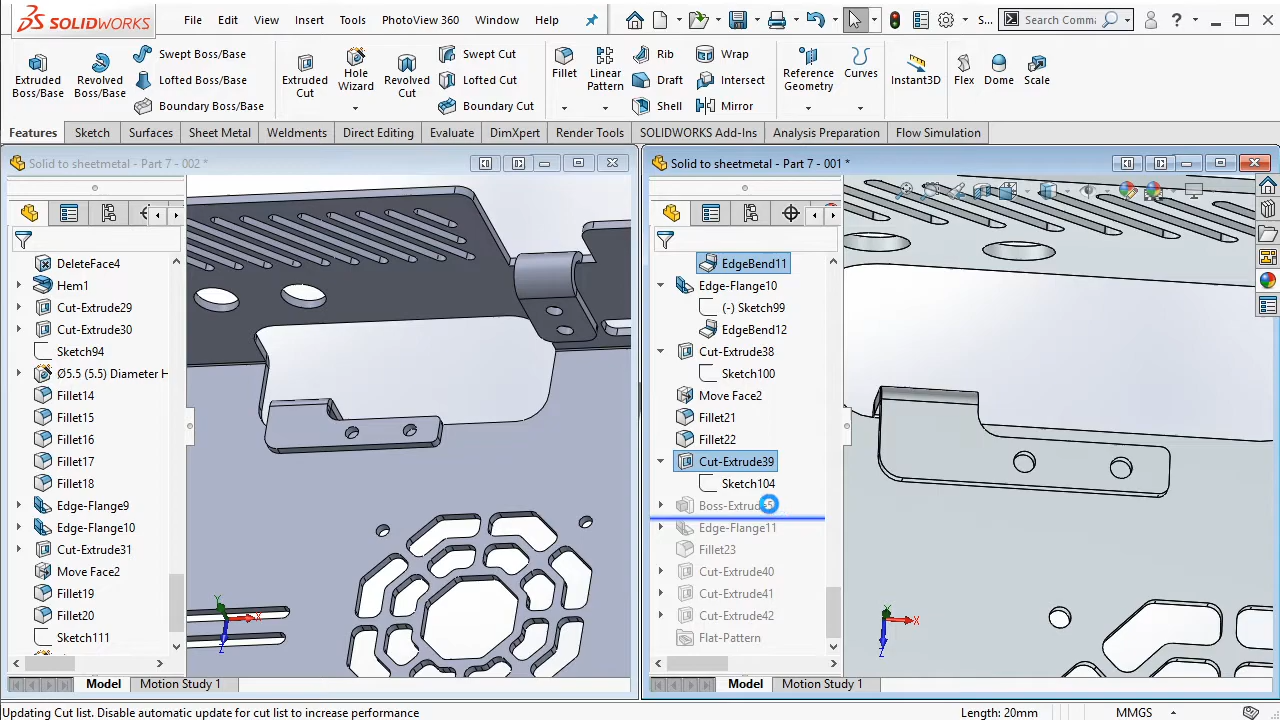 SOLIDWORKS
File Edit View Insert Tools PhotoView 360 Window Help
S...
Search Comma
Extruded Boss/Base
Revolved Boss/Base
Swept Boss/Base
Lofted Boss/Base
Boundary Boss/Base
Extruded Cut
Hole Wizard
Revolved Cut
Swept Cut
Lofted Cut
Boundary Cut
Fillet
Linear Pattern
Rib
Draft
Shell
Wrap
Intersect
Mirror
Reference Geometry
Curves
Instant3D
Flex
Dome
Scale
Features Sketch Surfaces Sheet Metal Weldments Direct Editing Evaluate DimXpert Render Tools SOLIDWORKS Add-Ins Analysis Preparation Flow Simulation
Solid to sheetmetal - Part 7 - 002 *
DeleteFace4
Hem1
Cut-Extrude29
Cut-Extrude30
Sketch94
Ø5.5 (5.5) Diameter H
Fillet14
Fillet15
Fillet16
Fillet17
Fillet18
Edge-Flange9
Edge-Flange10
Cut-Extrude31
Move Face2
Fillet19
Fillet20
Sketch111
Y
X
Z
Model Motion Study 1
Solid to sheetmetal - Part 7 - 001 *
EdgeBend11
Edge-Flange10
(-) Sketch99
EdgeBend12
Cut-Extrude38
Sketch100
Move Face2
Fillet21
Fillet22
Cut-Extrude39
Sketch104
Boss-Extrud
Edge-Flange11
Fillet23
Cut-Extrude40
Cut-Extrude41
Cut-Extrude42
Flat-Pattern
Y
X
Z
Model Motion Study 1
Updating Cut list. Disable automatic update for cut list to increase performance
Length: 20mm
MMGS